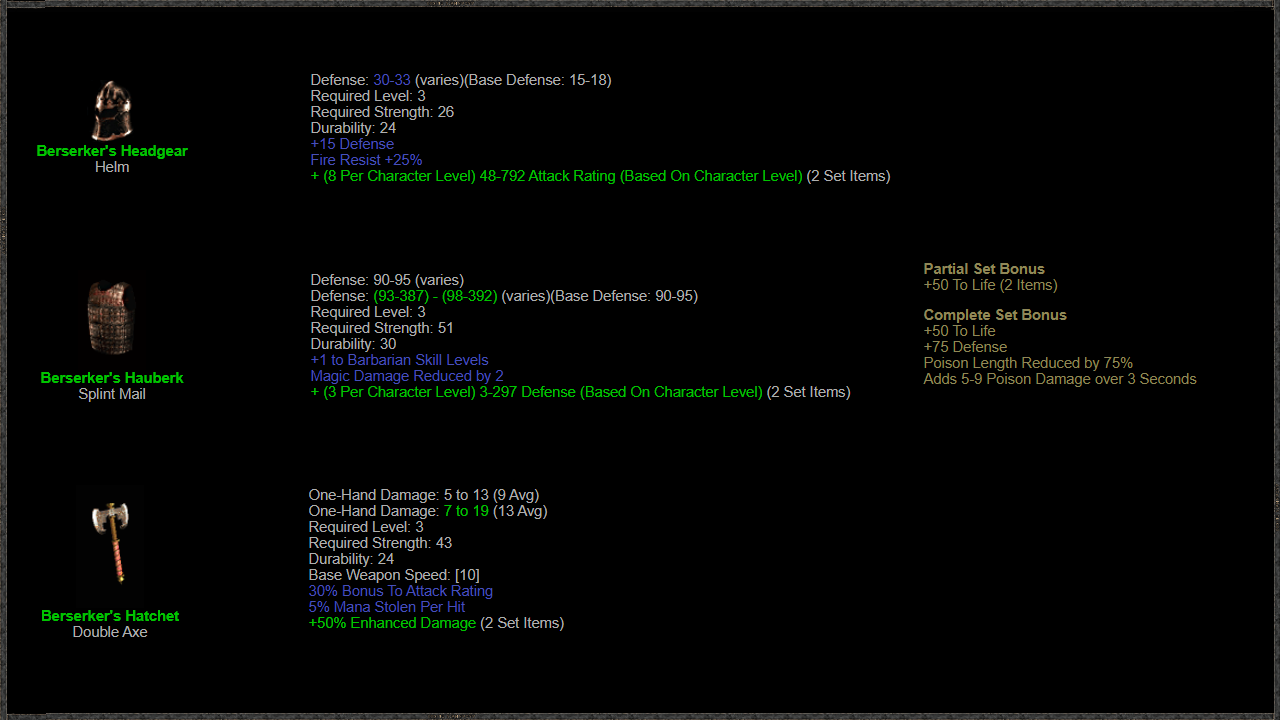 Berserker's Headgear
Helm
Defense: 30-33 (varies)(Base Defense: 15-18)
Required Level: 3
Required Strength: 26
Durability: 24
+15 Defense
Fire Resist +25%
+ (8 Per Character Level) 48-792 Attack Rating (Based On Character Level) (2 Set Items)
Berserker's Hauberk
Splint Mail
Defense: 90-95 (varies)
Defense: (93-387) - (98-392) (varies)(Base Defense: 90-95)
Required Level: 3
Required Strength: 51
Durability: 30
+1 to Barbarian Skill Levels
Magic Damage Reduced by 2
+ (3 Per Character Level) 3-297 Defense (Based On Character Level) (2 Set Items)
Partial Set Bonus
+50 To Life (2 Items)
Complete Set Bonus
+50 To Life
+75 Defense
Poison Length Reduced by 75%
Adds 5-9 Poison Damage over 3 Seconds
Berserker's Hatchet
Double Axe
One-Hand Damage: 5 to 13 (9 Avg)
One-Hand Damage: 7 to 19 (13 Avg)
Required Level: 3
Required Strength: 43
Durability: 24
Base Weapon Speed: [10]
30% Bonus To Attack Rating
5% Mana Stolen Per Hit
+50% Enhanced Damage (2 Set Items)